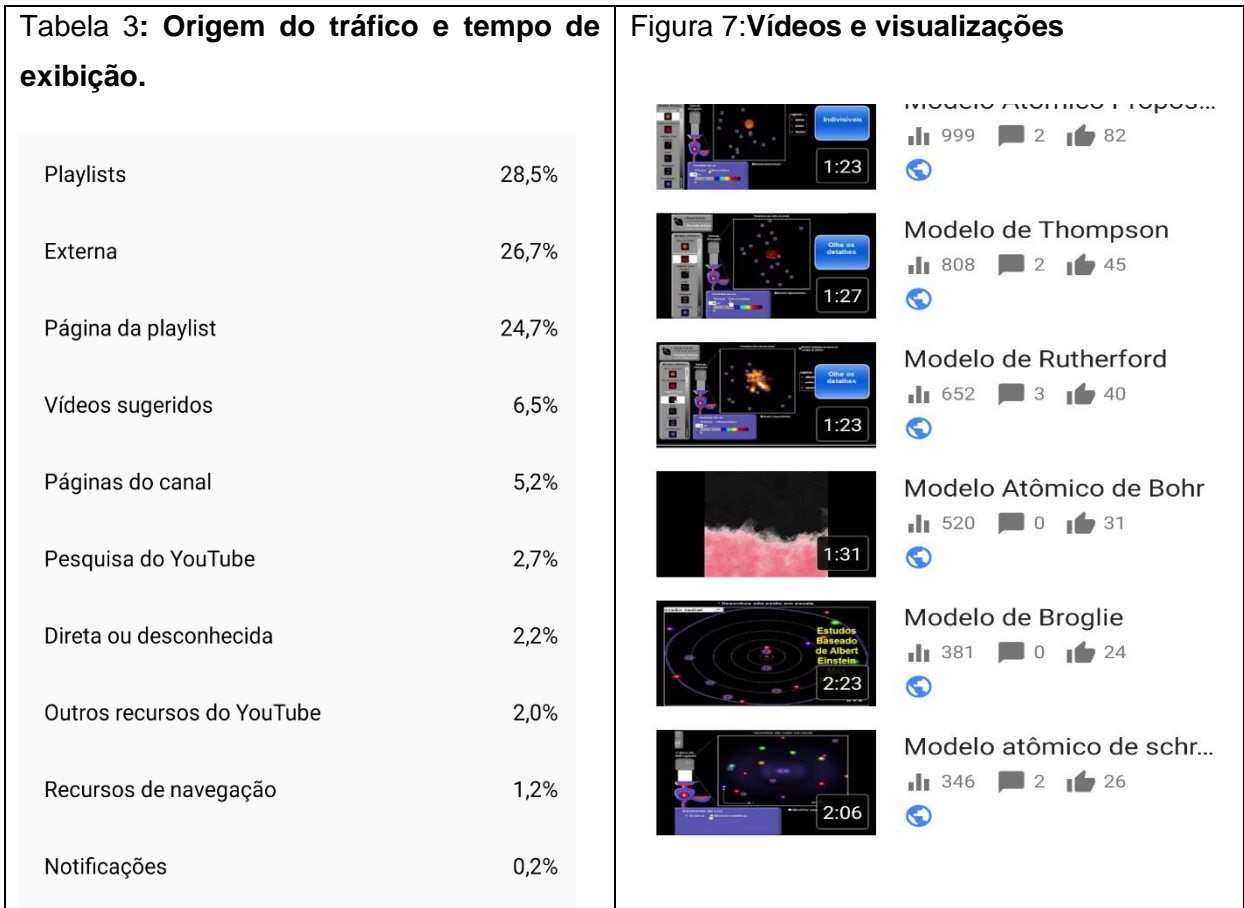 Tabela 3: Origem do tráfico e tempo de
exibição.
Playlists 28,5%
Externa 26,7%
Página da playlist 24,7%
Vídeos sugeridos 6,5%
Páginas do canal 5,2%
Pesquisa do YouTube 2,7%
Direta ou desconhecida 2,2%
Outros recursos do YouTube 2,0%
Recursos de navegação 1,2%
Notificações 0,2%
Figura 7:Vídeos e visualizações
Indivisíveis
1:23
Modelo Atômico Propos...
999 2 82
Olhe os
detalhes
1:27
Modelo de Thompson
808 2 45
Olhe os
detalhes
1:23
Modelo de Rutherford
652 3 40
1:31
Modelo Atômico de Bohr
520 0 31
Estudos
Baseado
de Albert
Einstein
2:23
Modelo de Broglie
381 0 24
2:06
Modelo atômico de schr...
346 2 26